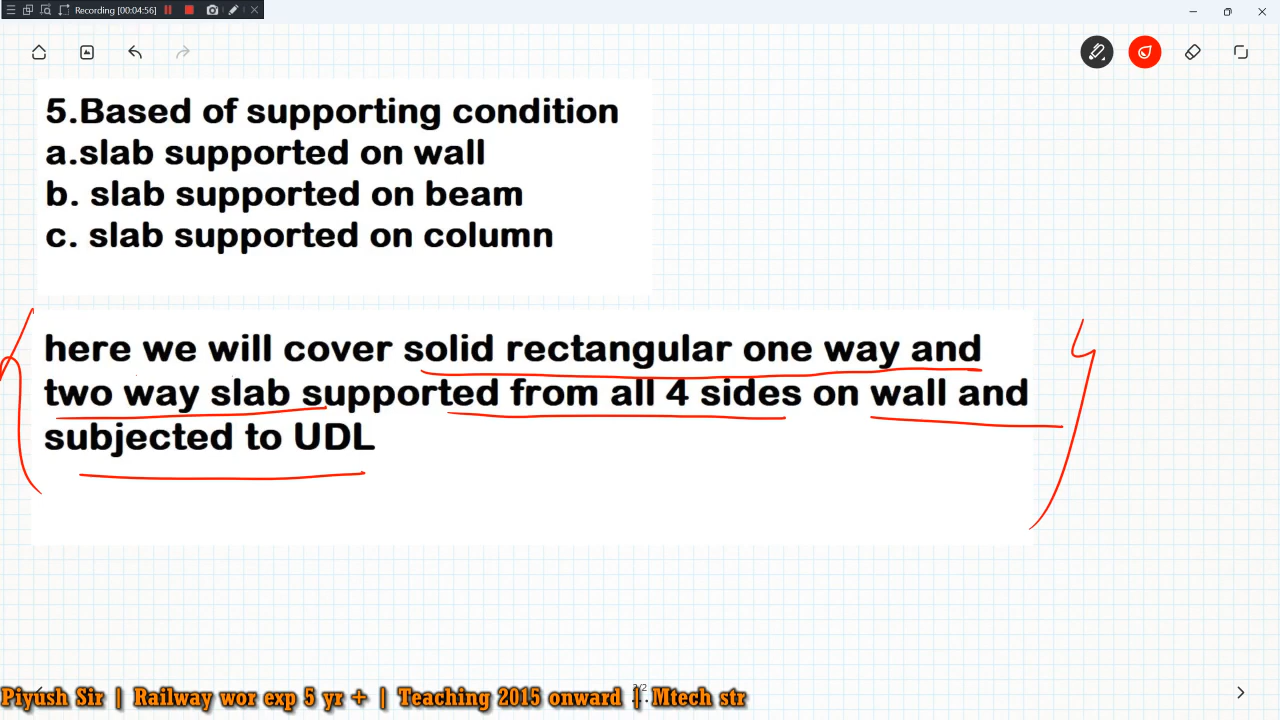 Recording [00:04:56]
5.Based of supporting condition
a.slab supported on wall
b. slab supported on beam
c. slab supported on column
here we will cover solid rectangular one way and
two way slab supported from all 4 sides on wall and
subjected to UDL
2/2
Piyush Sir | Railway wor exp 5 yr + | Teaching 2015 onward | Mtech str